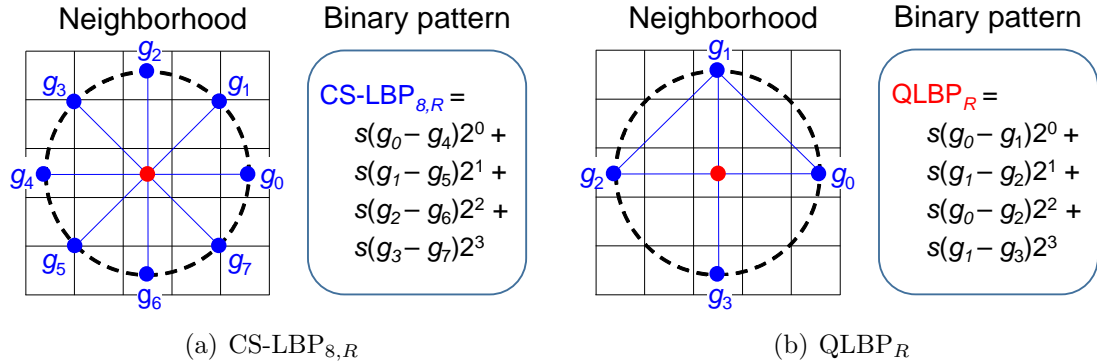 Neighborhood
Binary pattern
g2
g3
g1
g4
g0
g5
g7
g6
CS-LBP8,R =
s(g0 – g4)2^0 +
s(g1 – g5)2^1 +
s(g2 – g6)2^2 +
s(g3 – g7)2^3
(a) CS-LBP8,R
Neighborhood
Binary pattern
g1
g2
g0
g3
QLBPR =
s(g0 – g1)2^0 +
s(g1 – g2)2^1 +
s(g0 – g2)2^2 +
s(g1 – g3)2^3
(b) QLBPR